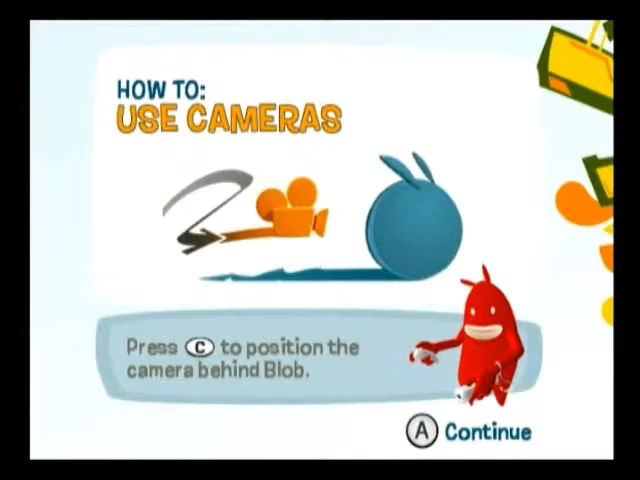 HOW TO:
USE CAMERAS
Press C to position the
camera behind Blob.
A Continue